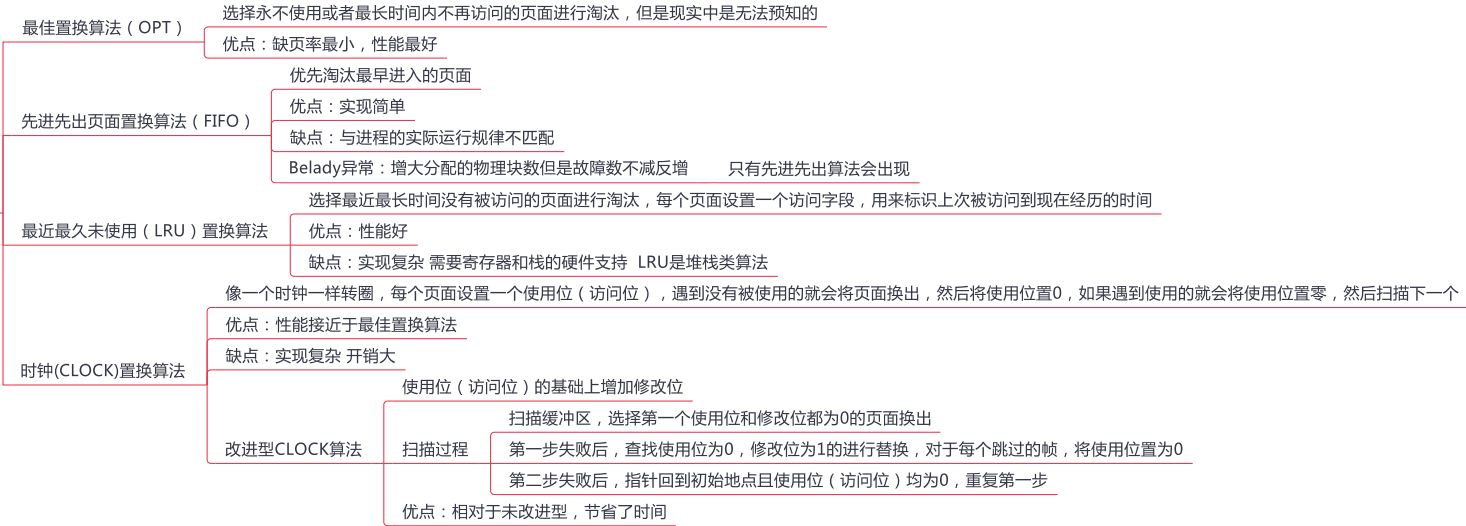 最佳置换算法（OPT）
选择永不使用或者最长时间内不再访问的页面进行淘汰，但是现实中是无法预知的
优点：缺页率最小，性能最好
先进先出页面置换算法（FIFO）
优先淘汰最早进入的页面
优点：实现简单
缺点：与进程的实际运行规律不匹配
Belady异常：增大分配的物理块数但是故障数不减反增
只有先进先出算法会出现
最近最久未使用（LRU）置换算法
选择最近最长时间没有被访问的页面进行淘汰，每个页面设置一个访问字段，用来标识上次被访问到现在经历的时间
优点：性能好
缺点：实现复杂 需要寄存器和栈的硬件支持  LRU是堆栈类算法
时钟(CLOCK)置换算法
像一个时钟一样转圈，每个页面设置一个使用位（访问位），遇到没有被使用的就会将页面换出，然后将使用位置0，如果遇到使用的就会将使用位置零，然后扫描下一个
优点：性能接近于最佳置换算法
缺点：实现复杂 开销大
改进型CLOCK算法
使用位（访问位）的基础上增加修改位
扫描过程
扫描缓冲区，选择第一个使用位和修改位都为0的页面换出
第一步失败后，查找使用位为0，修改位为1的进行替换，对于每个跳过的帧，将使用位置为0
第二步失败后，指针回到初始地点且使用位（访问位）均为0，重复第一步
优点：相对于未改进型，节省了时间